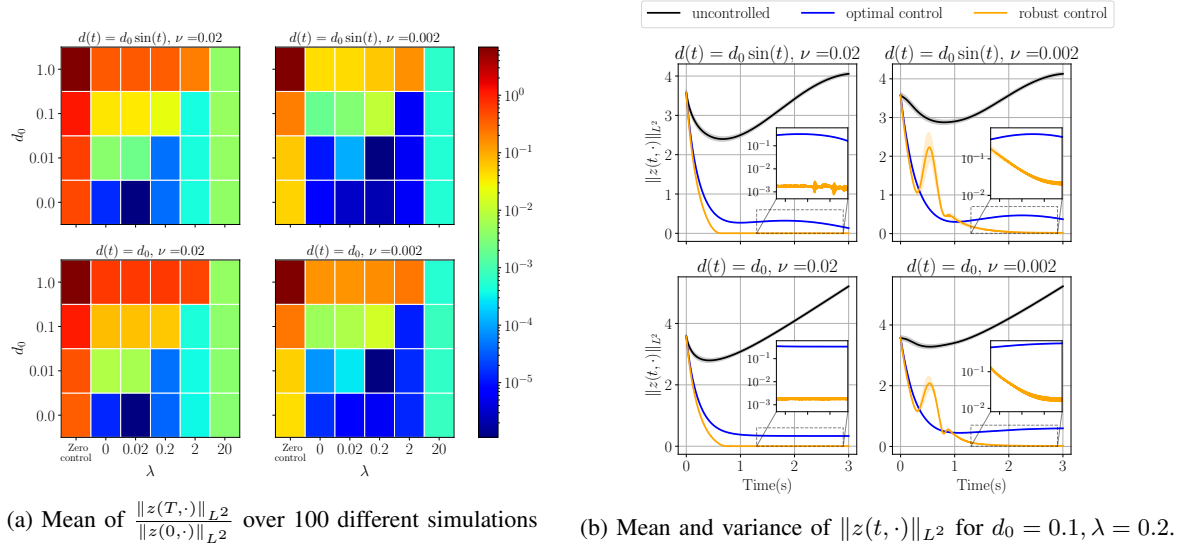 d(t) = d₀ sin(t), ν =0.02
d(t) = d₀ sin(t), ν =0.002
1.0
0.1
0.01
0.0
d₀
d(t) = d₀, ν =0.02
d(t) = d₀, ν =0.002
1.0
0.1
0.01
0.0
d₀
Zero control
0
0.02
0.2
2
20
λ
Zero control
0
0.02
0.2
2
20
λ
10⁰
10⁻¹
10⁻²
10⁻³
10⁻⁴
10⁻⁵
(a) Mean of ‖z(T,·)‖_{L²} / ‖z(0,·)‖_{L²} over 100 different simulations
uncontrolled
optimal control
robust control
d(t) = d₀ sin(t), ν =0.02
4
3
2
1
0
‖z(t, ·)‖_{L²}
10⁻¹
10⁻³
d(t) = d₀ sin(t), ν =0.002
4
2
0
10⁻¹
10⁻²
d(t) = d₀, ν =0.02
4
2
0
‖z(t, ·)‖_{L²}
10⁻¹
10⁻³
0
1
2
3
Time(s)
d(t) = d₀, ν =0.002
6
4
2
0
10⁻¹
10⁻²
0
1
2
3
Time(s)
(b) Mean and variance of ‖z(t, ·)‖_{L²} for d₀ = 0.1, λ = 0.2.